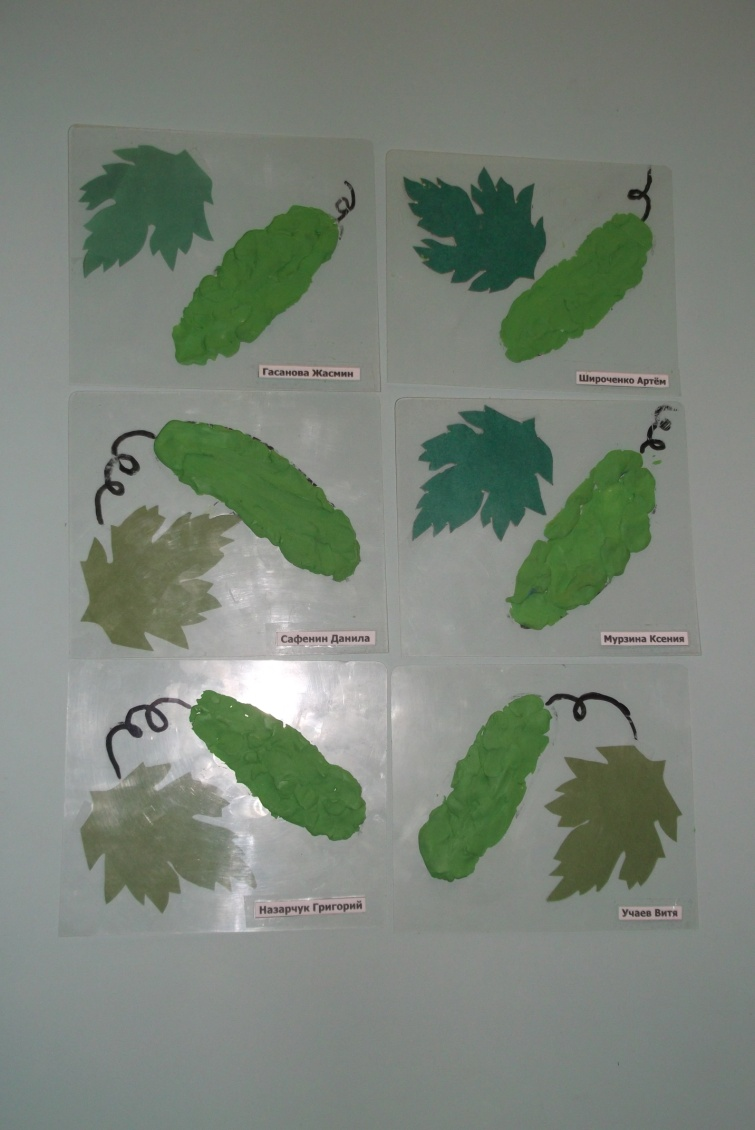 Гасанова Жасмин
Широченко Артём
Сафенин Данила
Мурзина Ксения
Назарчук Григорий
Учаев Витя